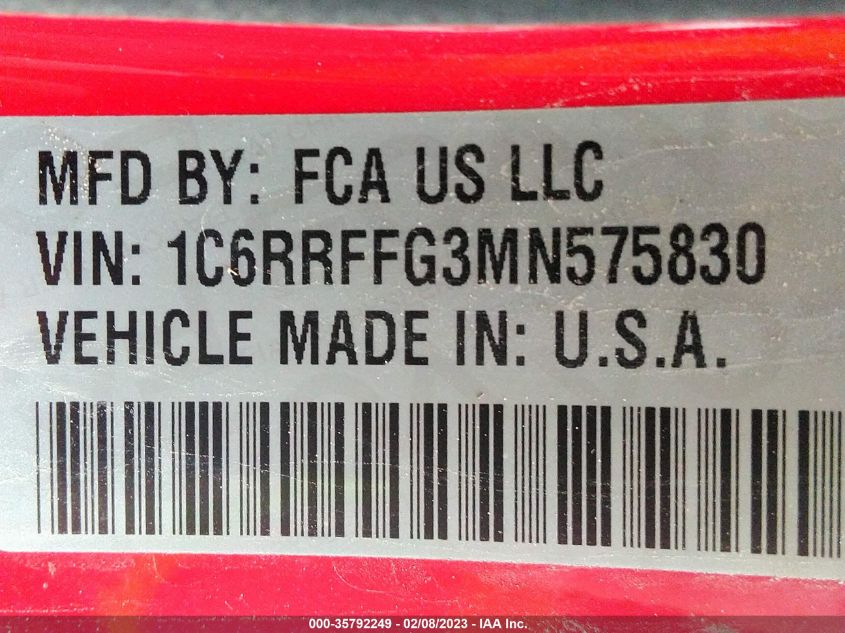 MFD BY: FCA US LLC
VIN: 1C6RRFFG3MN575830
VEHICLE MADE IN: U.S.A.
000-35792249 - 02/08/2023 - IAA Inc.